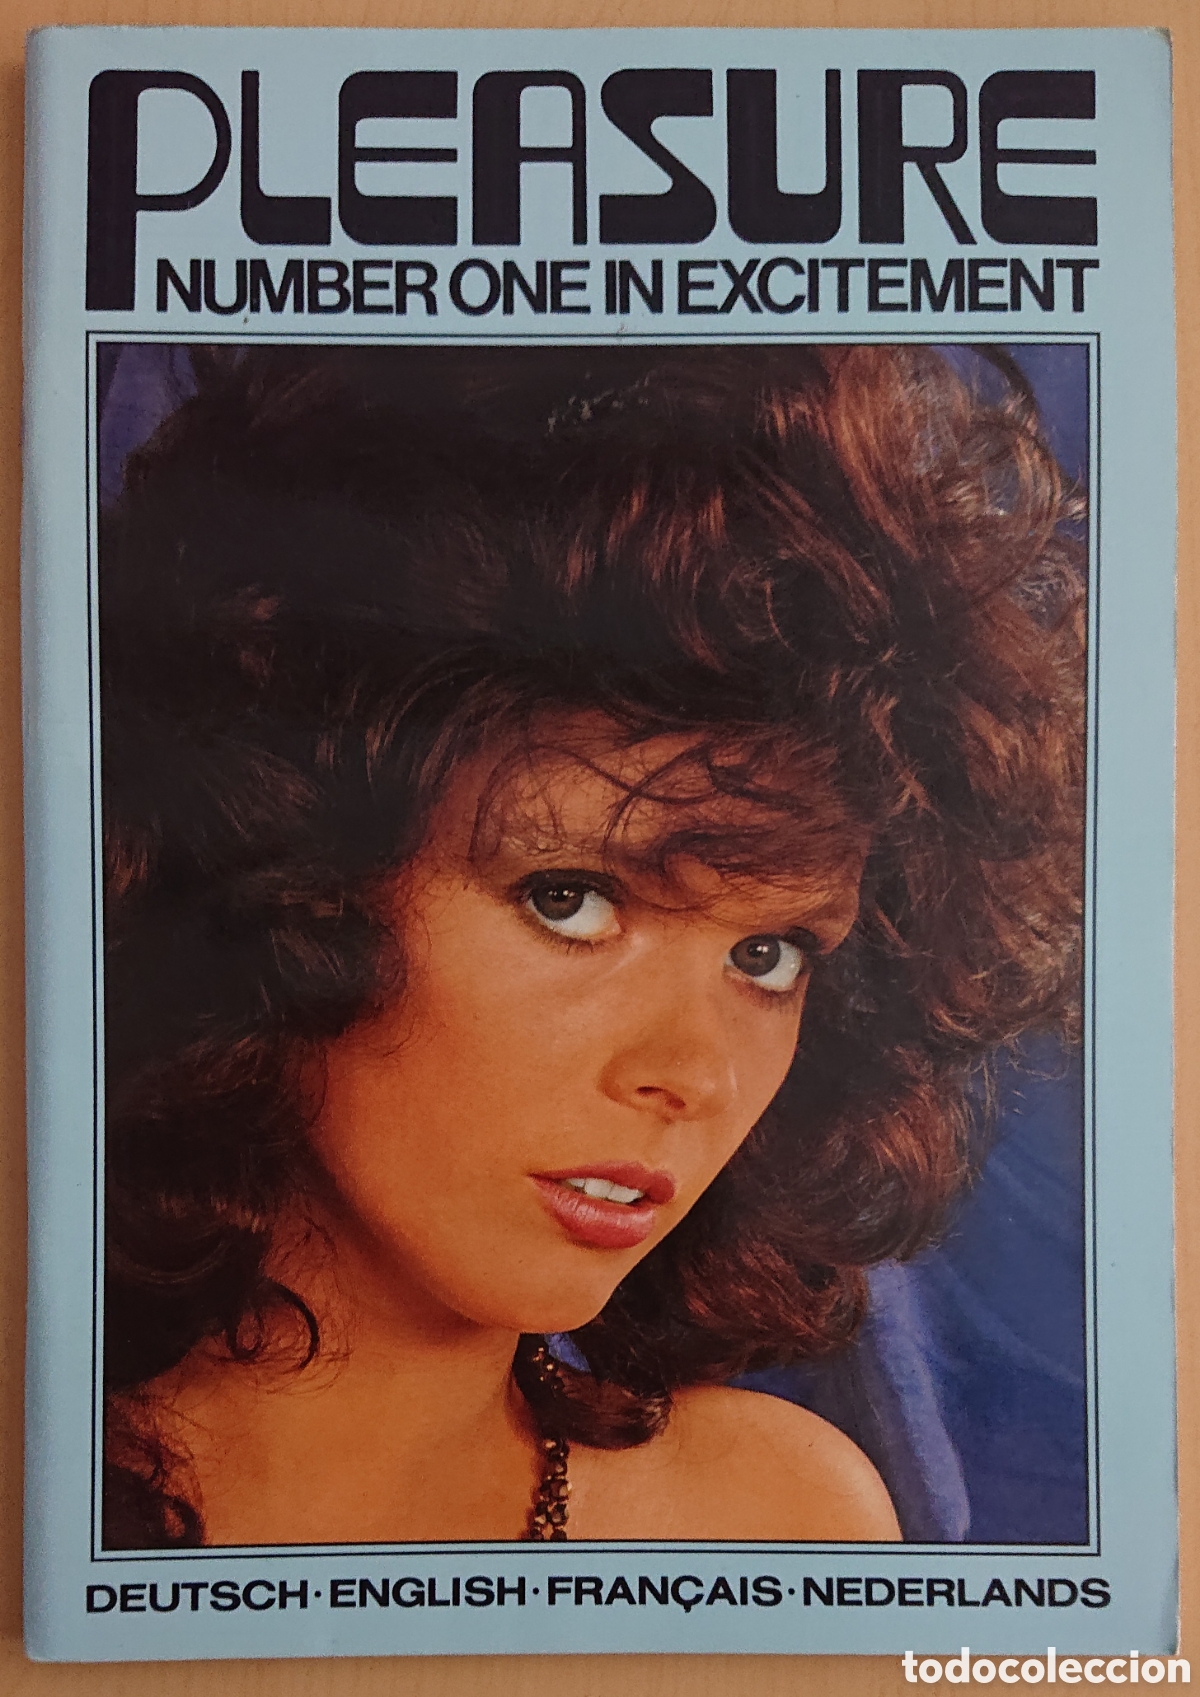 PLEASURE
NUMBER ONE IN EXCITEMENT
DEUTSCH·ENGLISH·FRANÇAIS·NEDERLANDS
todocoleccion